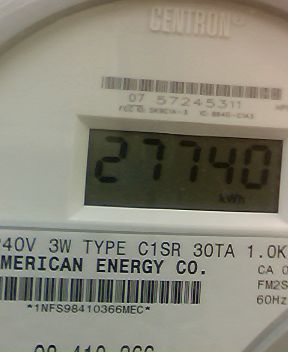 CENTRON®
07 57245311
27740
kWh
240V 3W TYPE C1SR 30TA 1.0K
MERICAN ENERGY CO.
CA 0
FM2S
60Hz
*1NFS98410366MEC*